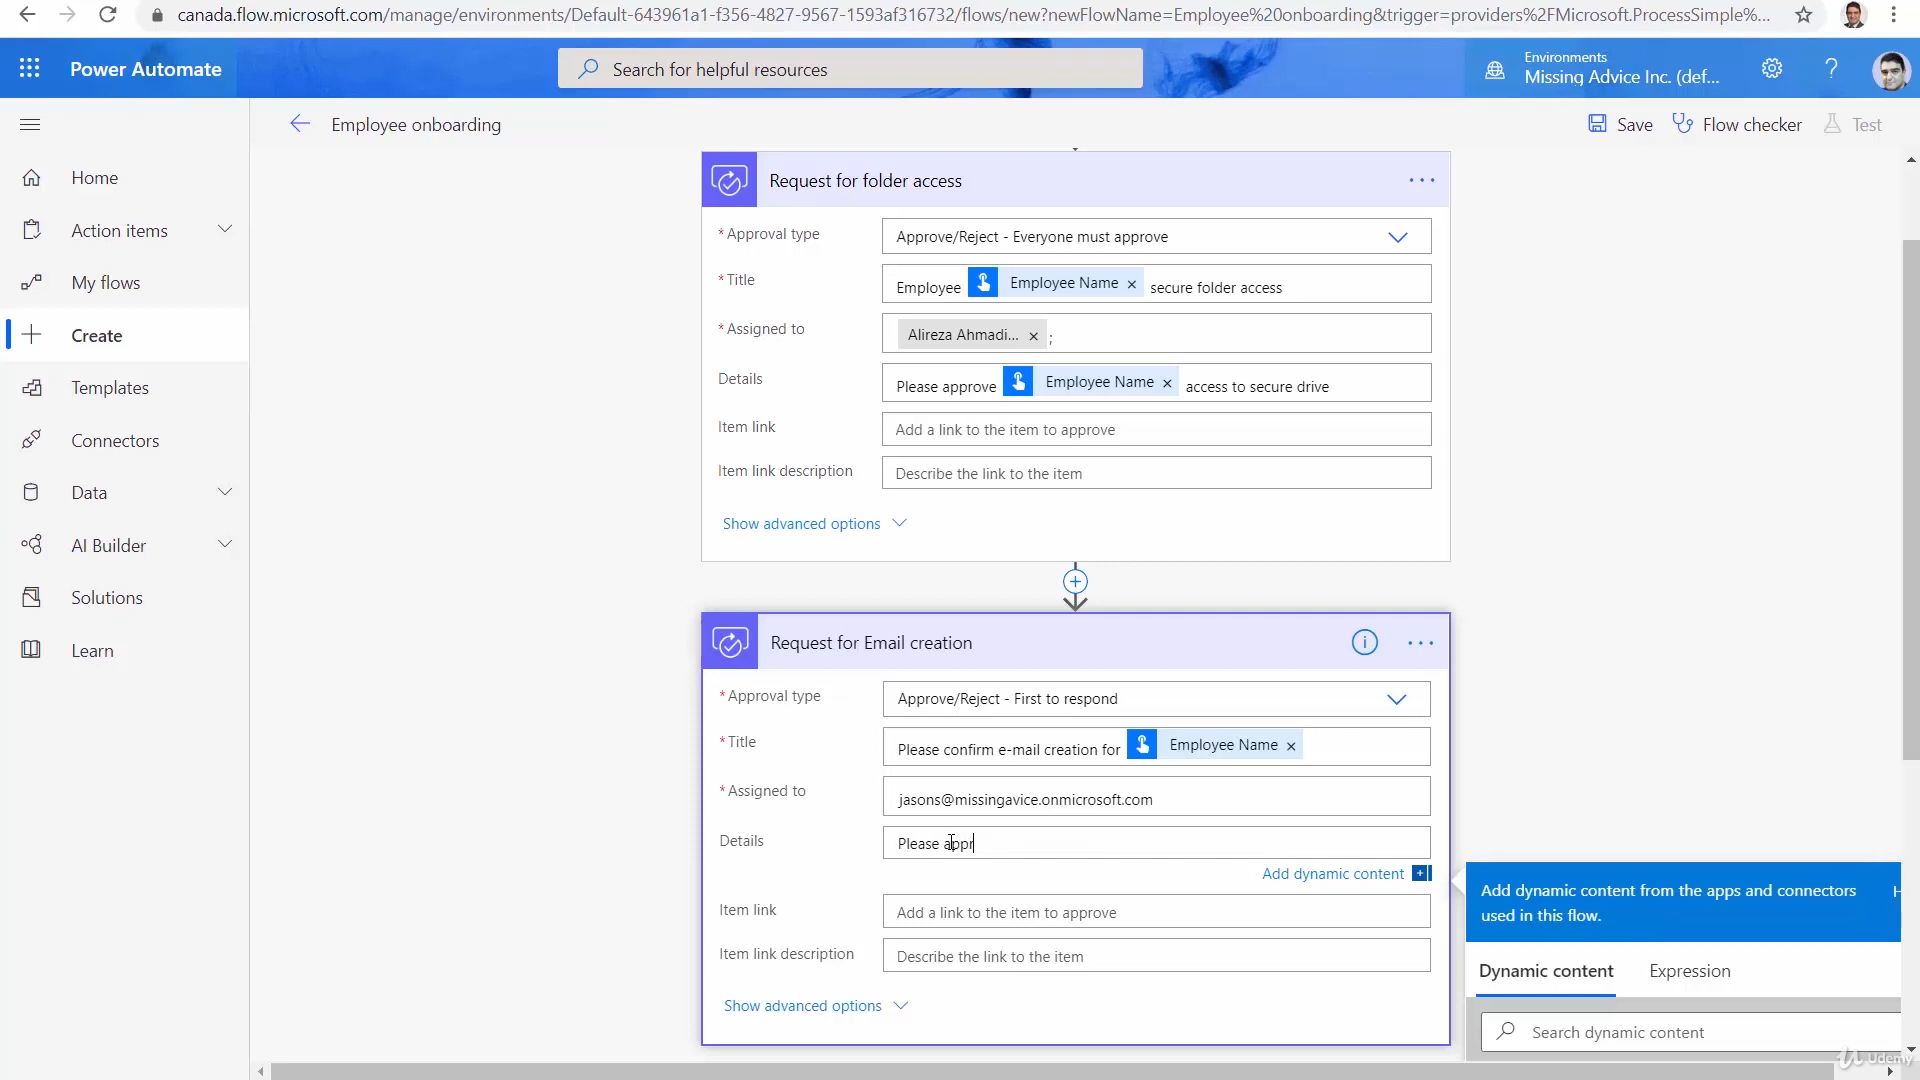 canada.flow.microsoft.com/manage/environments/Default-643961a1-f356-4827-9567-1593af316732/flows/new?newFlowName=Employee%20onboarding&trigger=providers%2FMicrosoft.ProcessSimple%...
Power Automate
Search for helpful resources
Environments
Missing Advice Inc. (def...
?
Employee onboarding
Save
Flow checker
Test
Home
Action items
My flows
Create
Templates
Connectors
Data
AI Builder
Solutions
Learn
Request for folder access
* Approval type
Approve/Reject - Everyone must approve
* Title
Employee Employee Name × secure folder access
* Assigned to
Alireza Ahmadi... × ;
Details
Please approve Employee Name × access to secure drive
Item link
Add a link to the item to approve
Item link description
Describe the link to the item
Show advanced options
Request for Email creation
* Approval type
Approve/Reject - First to respond
* Title
Please confirm e-mail creation for Employee Name ×
* Assigned to
jasons@missingavice.onmicrosoft.com
Details
Please appr
Add dynamic content +
Item link
Add a link to the item to approve
Item link description
Describe the link to the item
Show advanced options
Add dynamic content from the apps and connectors
used in this flow.
Dynamic content
Expression
Search dynamic content
Udemy